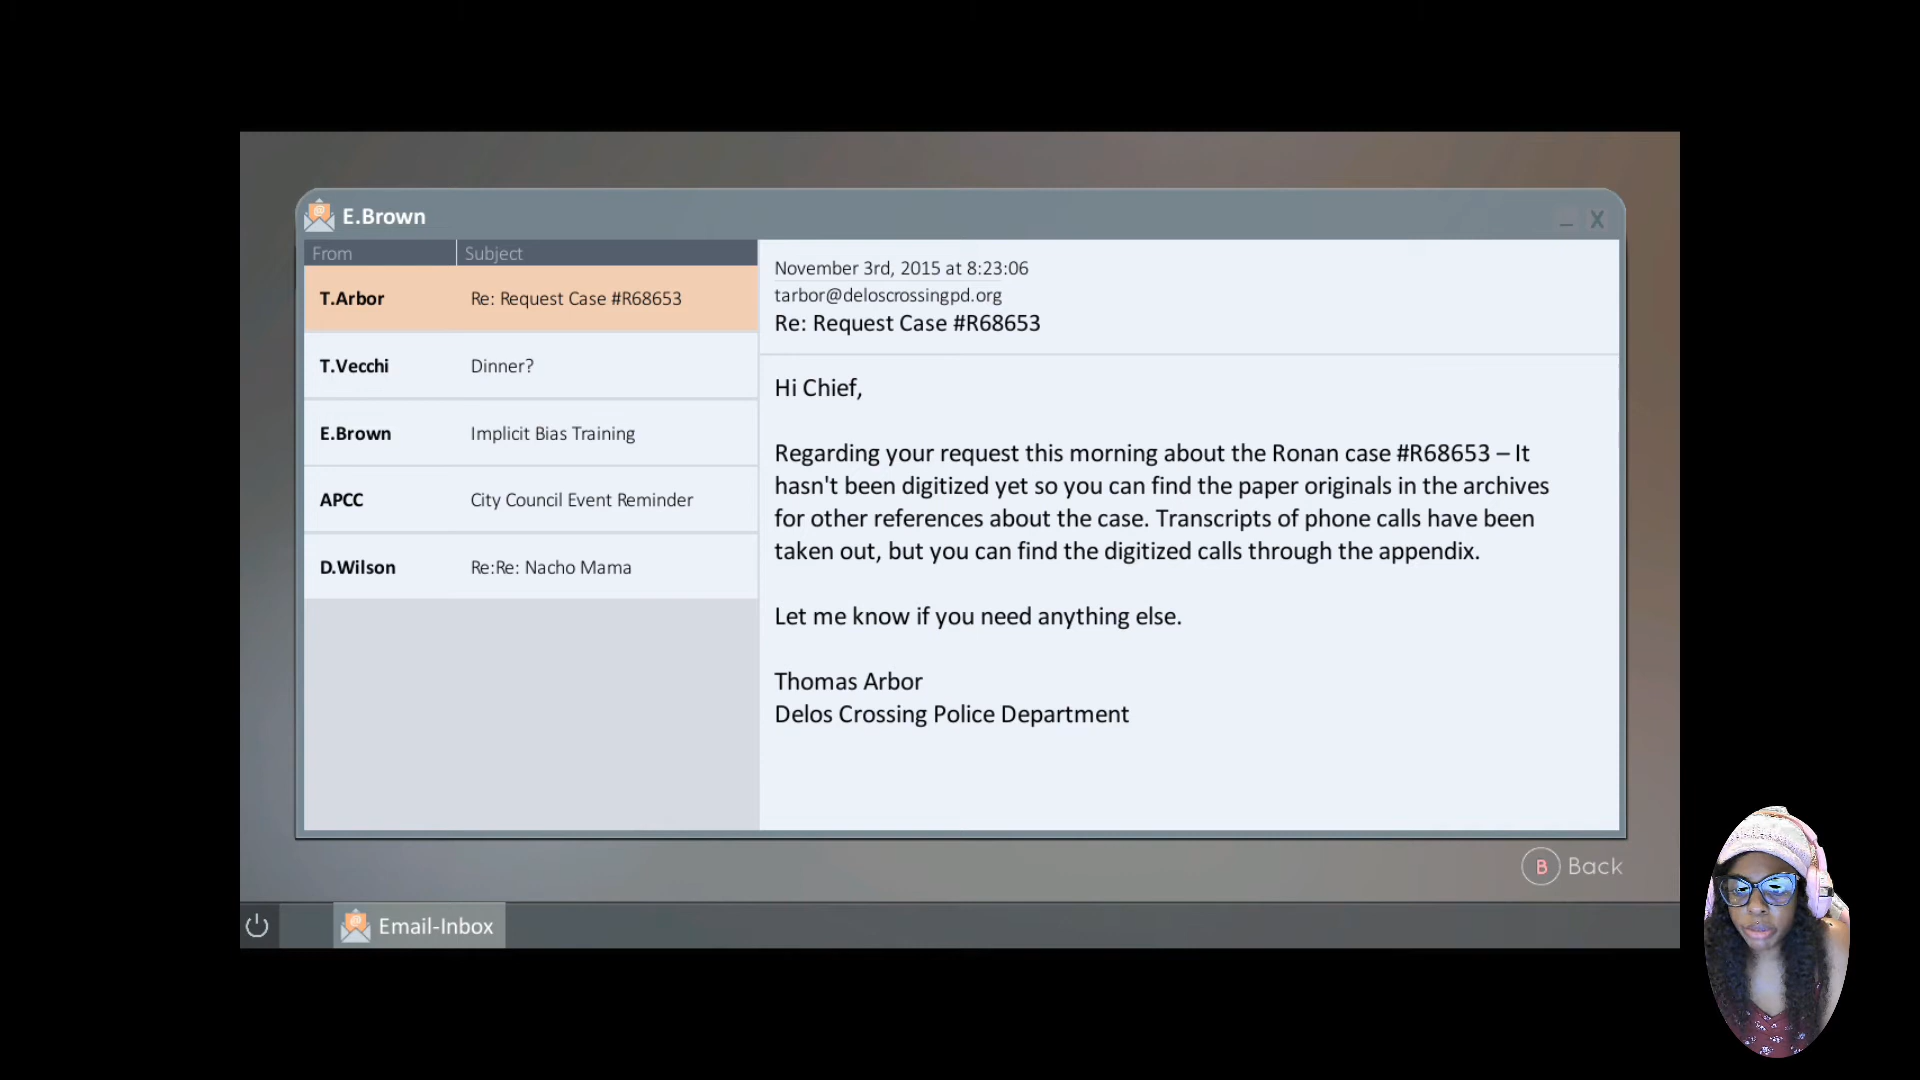 E.Brown
_ X
From Subject
T.Arbor Re: Request Case #R68653
T.Vecchi Dinner?
E.Brown Implicit Bias Training
APCC City Council Event Reminder
D.Wilson Re:Re: Nacho Mama
November 3rd, 2015 at 8:23:06
tarbor@deloscrossingpd.org
Re: Request Case #R68653
Hi Chief,
Regarding your request this morning about the Ronan case #R68653 – It
hasn't been digitized yet so you can find the paper originals in the archives
for other references about the case. Transcripts of phone calls have been
taken out, but you can find the digitized calls through the appendix.
Let me know if you need anything else.
Thomas Arbor
Delos Crossing Police Department
B Back
Email-Inbox